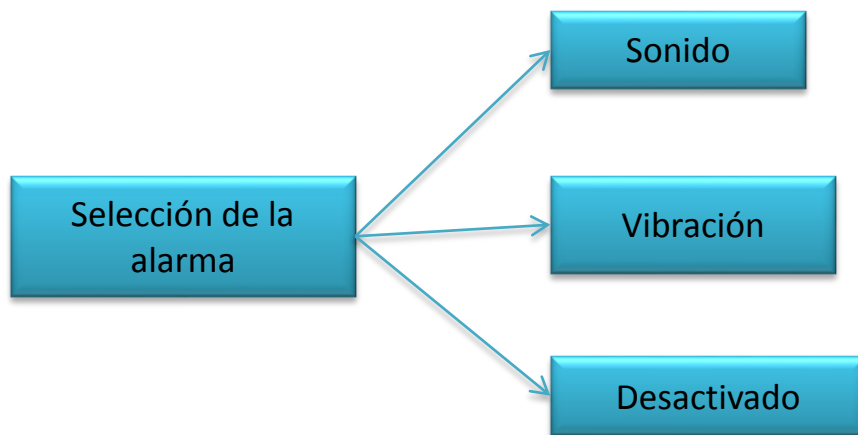 Sonido
Selección de la
alarma
Vibración
Desactivado